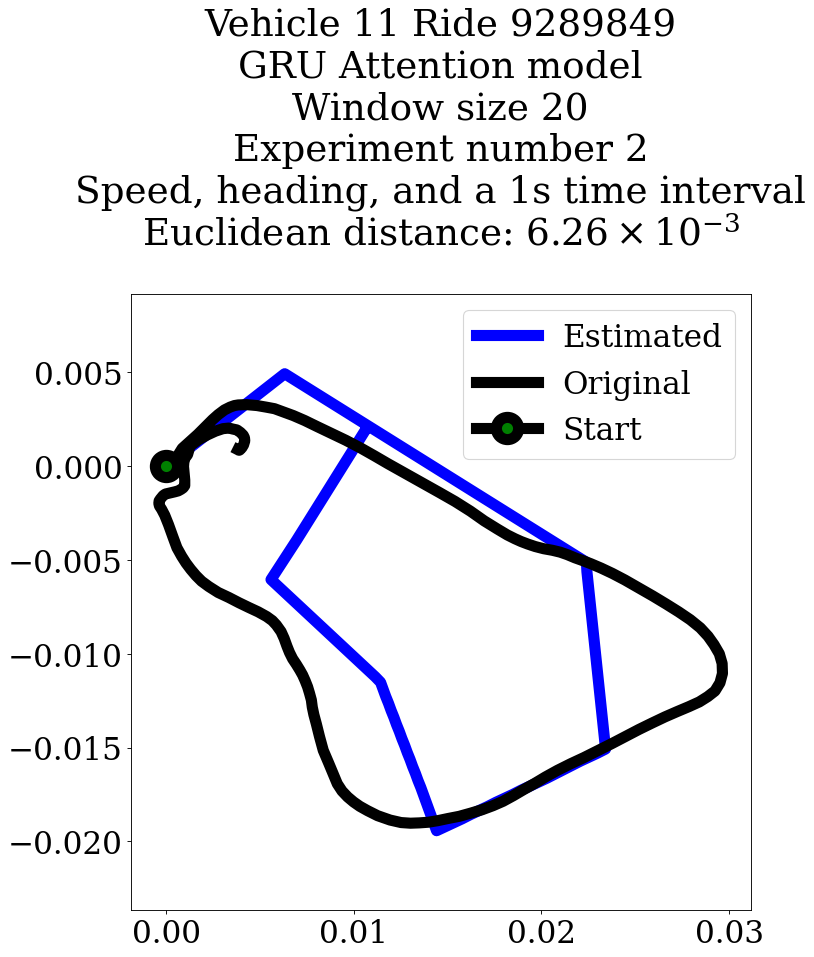 Vehicle 11 Ride 9289849
GRU Attention model
Window size 20
Experiment number 2
Speed, heading, and a 1s time interval
Euclidean distance: 6.26 × 10⁻³
Estimated
Original
Start
0.005
0.000
−0.005
−0.010
−0.015
−0.020
0.00 0.01 0.02 0.03